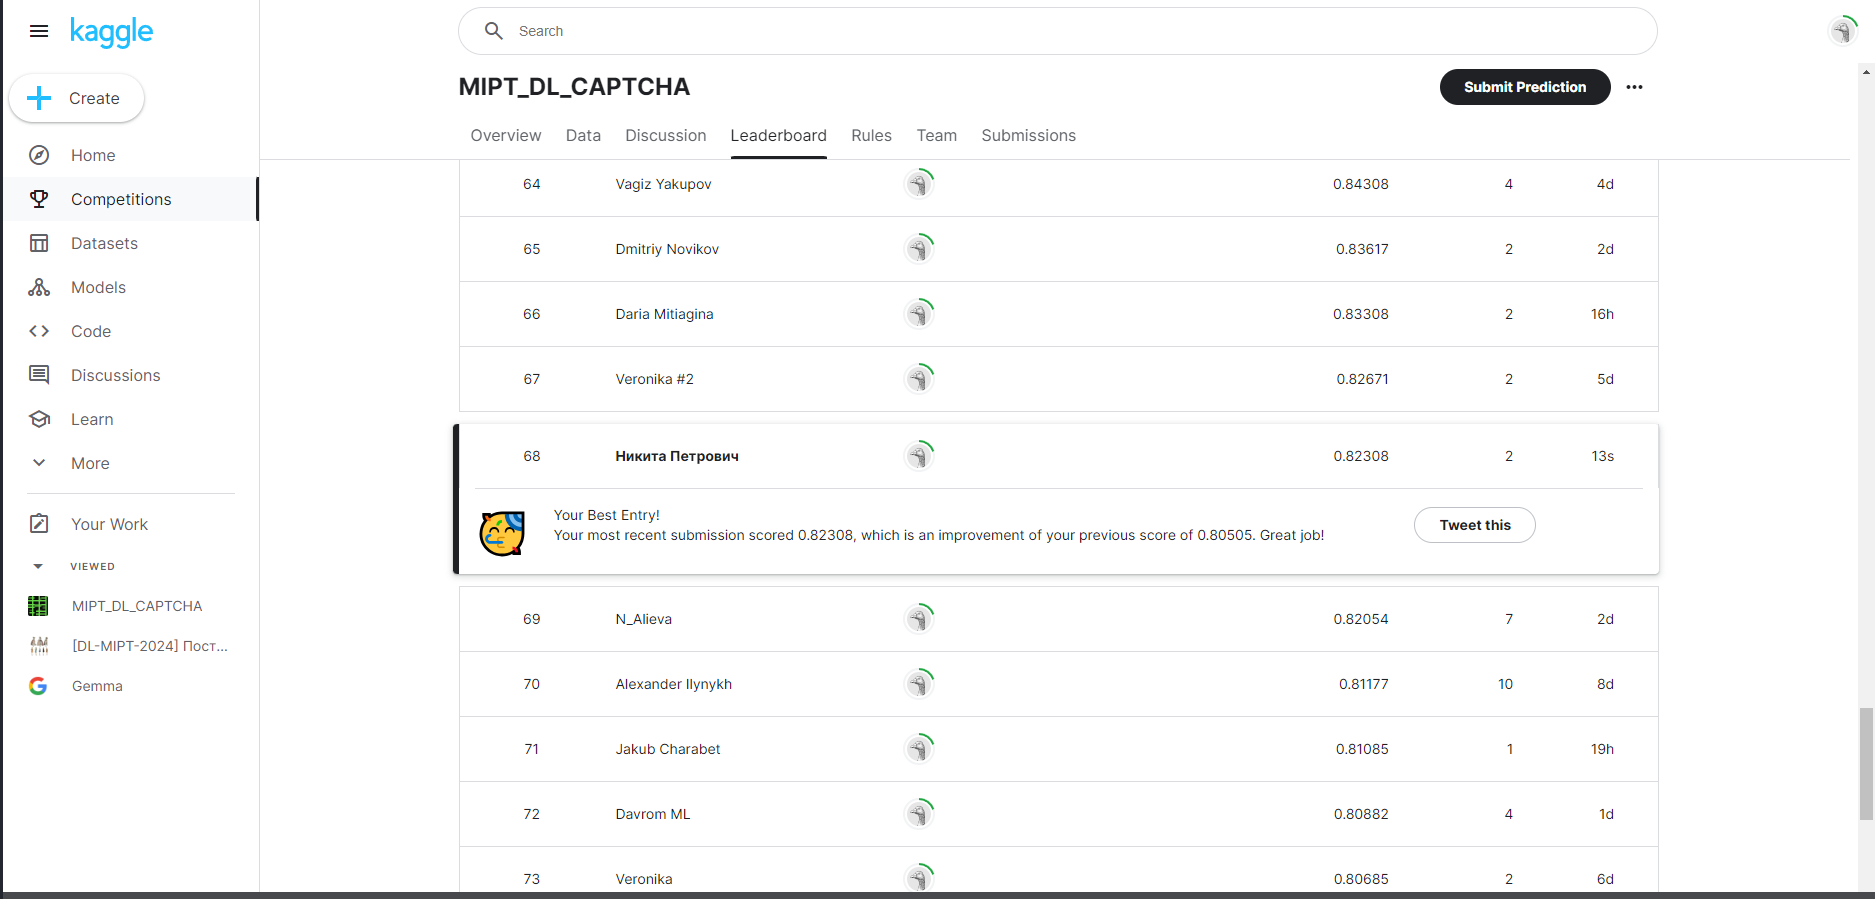 kaggle
Search
Create
Home
Competitions
Datasets
Models
Code
Discussions
Learn
More
Your Work
VIEWED
MIPT_DL_CAPTCHA
[DL-MIPT-2024] Пост...
Gemma
MIPT_DL_CAPTCHA
Submit Prediction
Overview Data Discussion Leaderboard Rules Team Submissions
64 Vagiz Yakupov 0.84308 4 4d
65 Dmitriy Novikov 0.83617 2 2d
66 Daria Mitiagina 0.83308 2 16h
67 Veronika #2 0.82671 2 5d
68 Никита Петрович 0.82308 2 13s
Your Best Entry!
Your most recent submission scored 0.82308, which is an improvement of your previous score of 0.80505. Great job!
Tweet this
69 N_Alieva 0.82054 7 2d
70 Alexander Ilynykh 0.81177 10 8d
71 Jakub Charabet 0.81085 1 19h
72 Davrom ML 0.80882 4 1d
73 Veronika 0.80685 2 6d